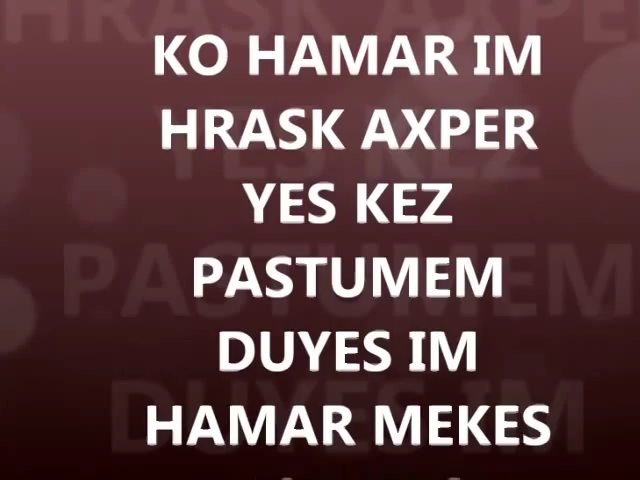 KO HAMAR IM
HRASK AXPER
YES KEZ
PASTUMEM
DUYES IM
HAMAR MEKES